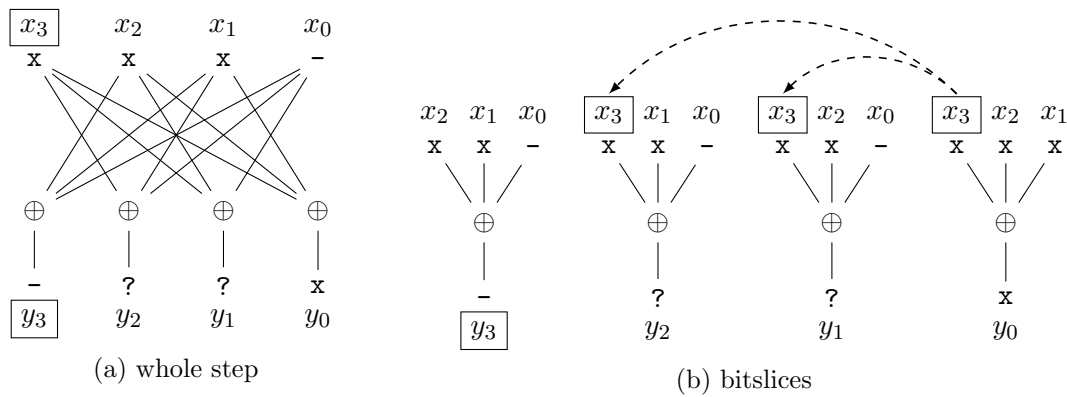 x₃ x₂ x₁ x₀
x x x -
⊕ ⊕ ⊕ ⊕
- ? ? x
y₃ y₂ y₁ y₀
(a) whole step
x₂ x₁ x₀ x₃ x₁ x₀ x₃ x₂ x₀ x₃ x₂ x₁
x x - x x - x x - x x x
⊕ ⊕ ⊕ ⊕
- ? ? x
y₃ y₂ y₁ y₀
(b) bitslices